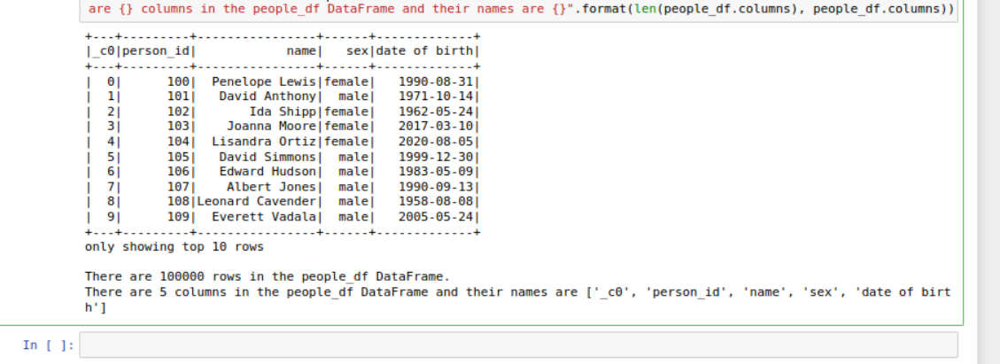 are {} columns in the people_df DataFrame and their names are {}".format(len(people_df.columns), people_df.columns))
+---+---------+----------------+------+-------------+
|_c0|person_id|            name|   sex|date of birth|
+---+---------+----------------+------+-------------+
|  0|      100|  Penelope Lewis|female|   1990-08-31|
|  1|      101|   David Anthony|  male|   1971-10-14|
|  2|      102|       Ida Shipp|female|   1962-05-24|
|  3|      103|    Joanna Moore|female|   2017-03-10|
|  4|      104|  Lisandra Ortiz|female|   2020-08-05|
|  5|      105|   David Simmons|  male|   1999-12-30|
|  6|      106|   Edward Hudson|  male|   1983-05-09|
|  7|      107|    Albert Jones|  male|   1990-09-13|
|  8|      108|Leonard Cavender|  male|   1958-08-08|
|  9|      109|  Everett Vadala|  male|   2005-05-24|
+---+---------+----------------+------+-------------+
only showing top 10 rows
There are 100000 rows in the people_df DataFrame.
There are 5 columns in the people_df DataFrame and their names are ['_c0', 'person_id', 'name', 'sex', 'date of birt
h']
In [ ]: